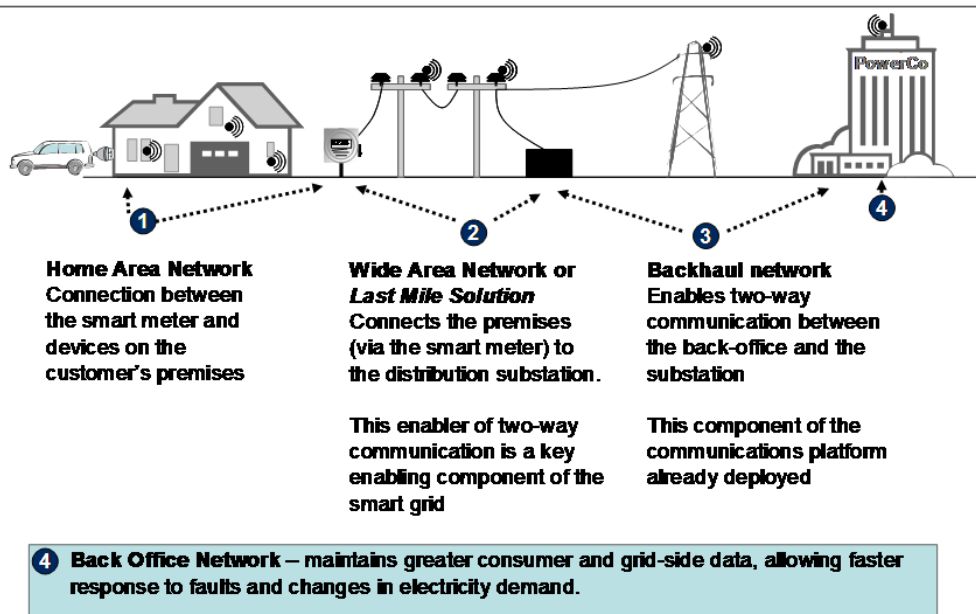 PowerCo
1
2
3
4
Home Area Network
Connection between
the smart meter and
devices on the
customer's premises
Wide Area Network or
Last Mile Solution
Connects the premises
(via the smart meter) to
the distribution substation.
This enabler of two-way
communication is a key
enabling component of the
smart grid
Backhaul network
Enables two-way
communication between
the back-office and the
substation
This component of the
communications platform
already deployed
4 Back Office Network – maintains greater consumer and grid-side data, allowing faster
response to faults and changes in electricity demand.